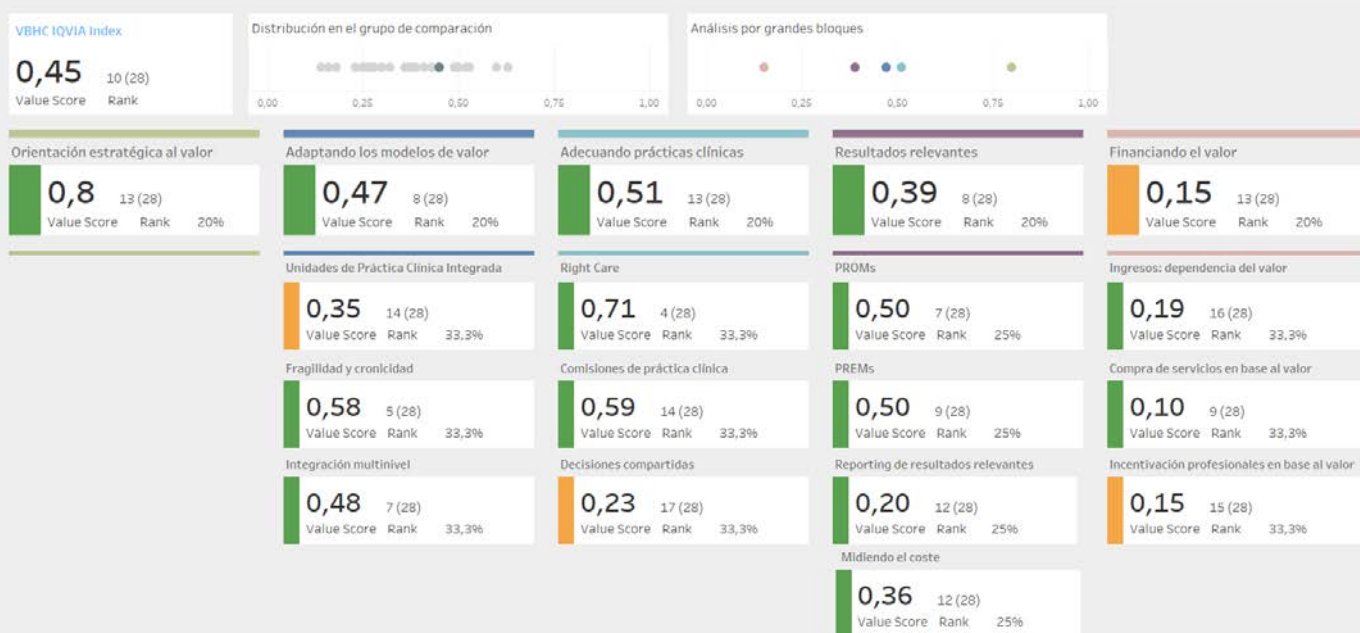 VBHC IQVIA Index
0,45 10 (28)
Value Score Rank
Distribución en el grupo de comparación
0,00 0,25 0,50 0,75 1,00
Análisis por grandes bloques
0,00 0,25 0,50 0,75 1,00
Orientación estratégica al valor
0,8 13 (28)
Value Score Rank 20%
Adaptando los modelos de valor
0,47 8 (28)
Value Score Rank 20%
Adecuando prácticas clínicas
0,51 13 (28)
Value Score Rank 20%
Resultados relevantes
0,39 8 (28)
Value Score Rank 20%
Financiando el valor
0,15 13 (28)
Value Score Rank 20%
Unidades de Práctica Clínica Integrada
0,35 14 (28)
Value Score Rank 33,3%
Fragilidad y cronicidad
0,58 5 (28)
Value Score Rank 33,3%
Integración multinivel
0,48 7 (28)
Value Score Rank 33,3%
Right Care
0,71 4 (28)
Value Score Rank 33,3%
Comisiones de práctica clínica
0,59 14 (28)
Value Score Rank 33,3%
Decisiones compartidas
0,23 17 (28)
Value Score Rank 33,3%
PROMs
0,50 7 (28)
Value Score Rank 25%
PREMs
0,50 9 (28)
Value Score Rank 25%
Reporting de resultados relevantes
0,20 12 (28)
Value Score Rank 25%
Midiendo el coste
0,36 12 (28)
Value Score Rank 25%
Ingresos: dependencia del valor
0,19 16 (28)
Value Score Rank 33,3%
Compra de servicios en base al valor
0,10 9 (28)
Value Score Rank 33,3%
Incentivación profesionales en base al valor
0,15 15 (28)
Value Score Rank 33,3%